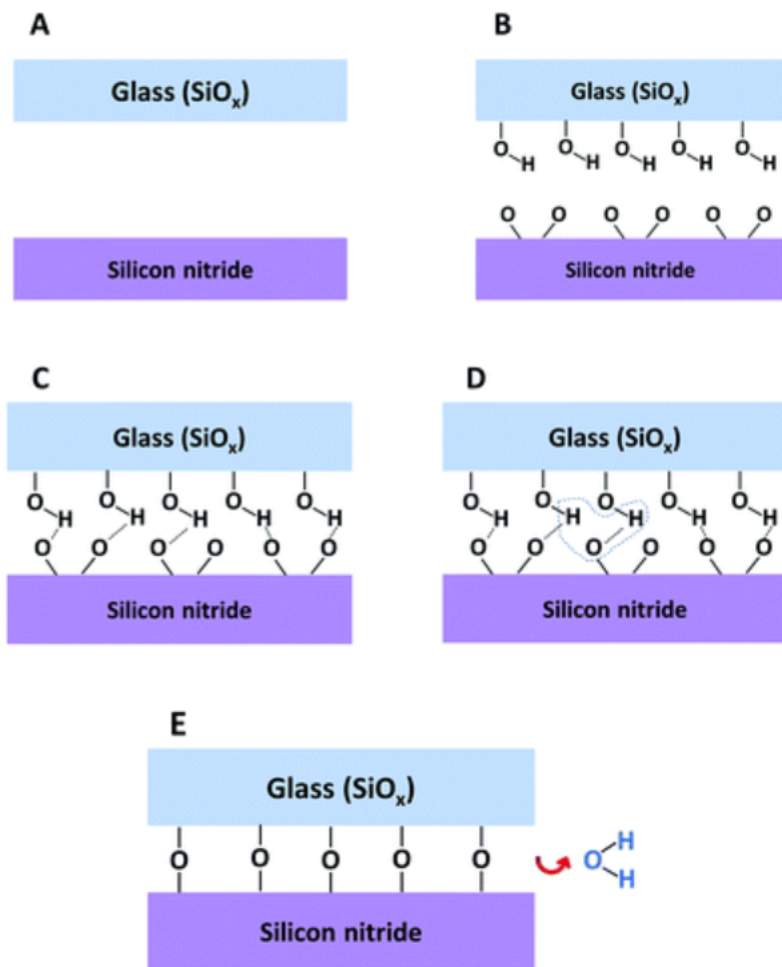 A
B
Glass (SiOx)
Glass (SiOx)
O H O H O H O H O H
O O O O O O
Silicon nitride
Silicon nitride
C
D
Glass (SiOx)
Glass (SiOx)
O H O H O H O H O H
O H O H O H O H O H
O O O O O O
O O O O O O
Silicon nitride
Silicon nitride
E
Glass (SiOx)
O O O O O
O H H
Silicon nitride